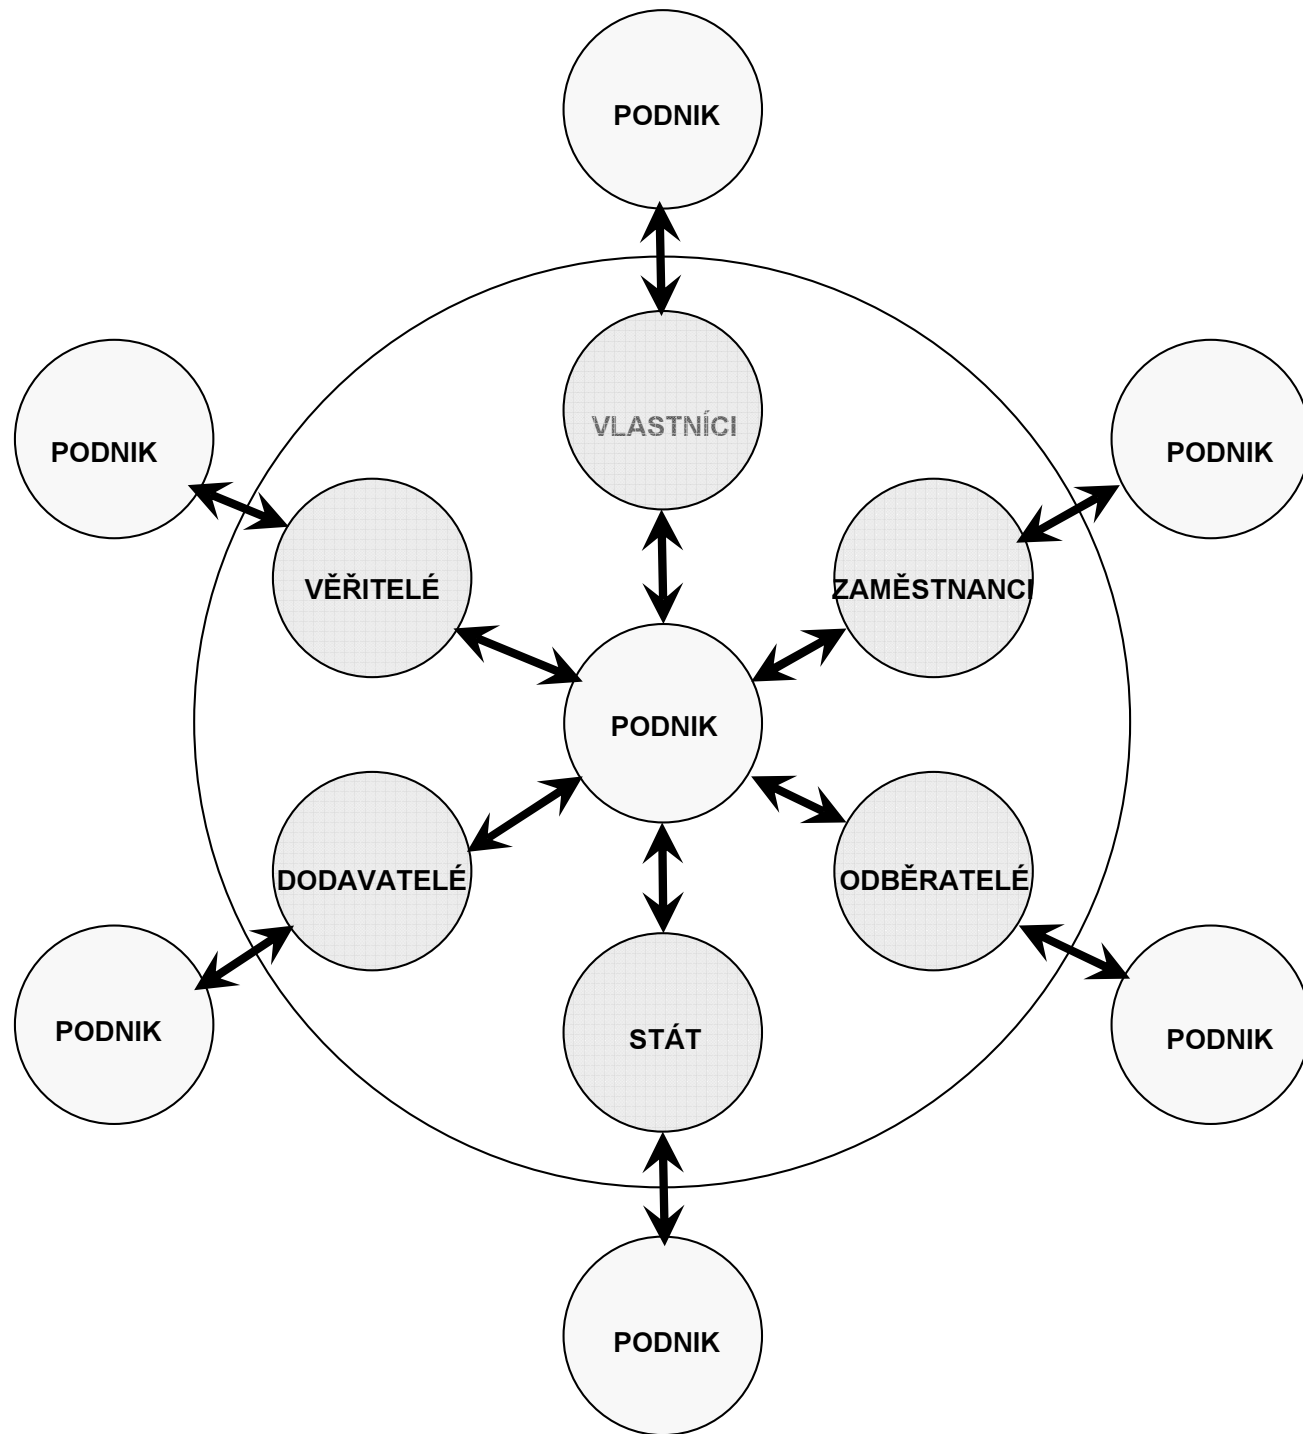 PODNIK
VLASTNÍCI
PODNIK
PODNIK
VĚŘITELÉ
ZAMĚSTNANCI
PODNIK
DODAVATELÉ
ODBĚRATELÉ
PODNIK
STÁT
PODNIK
PODNIK